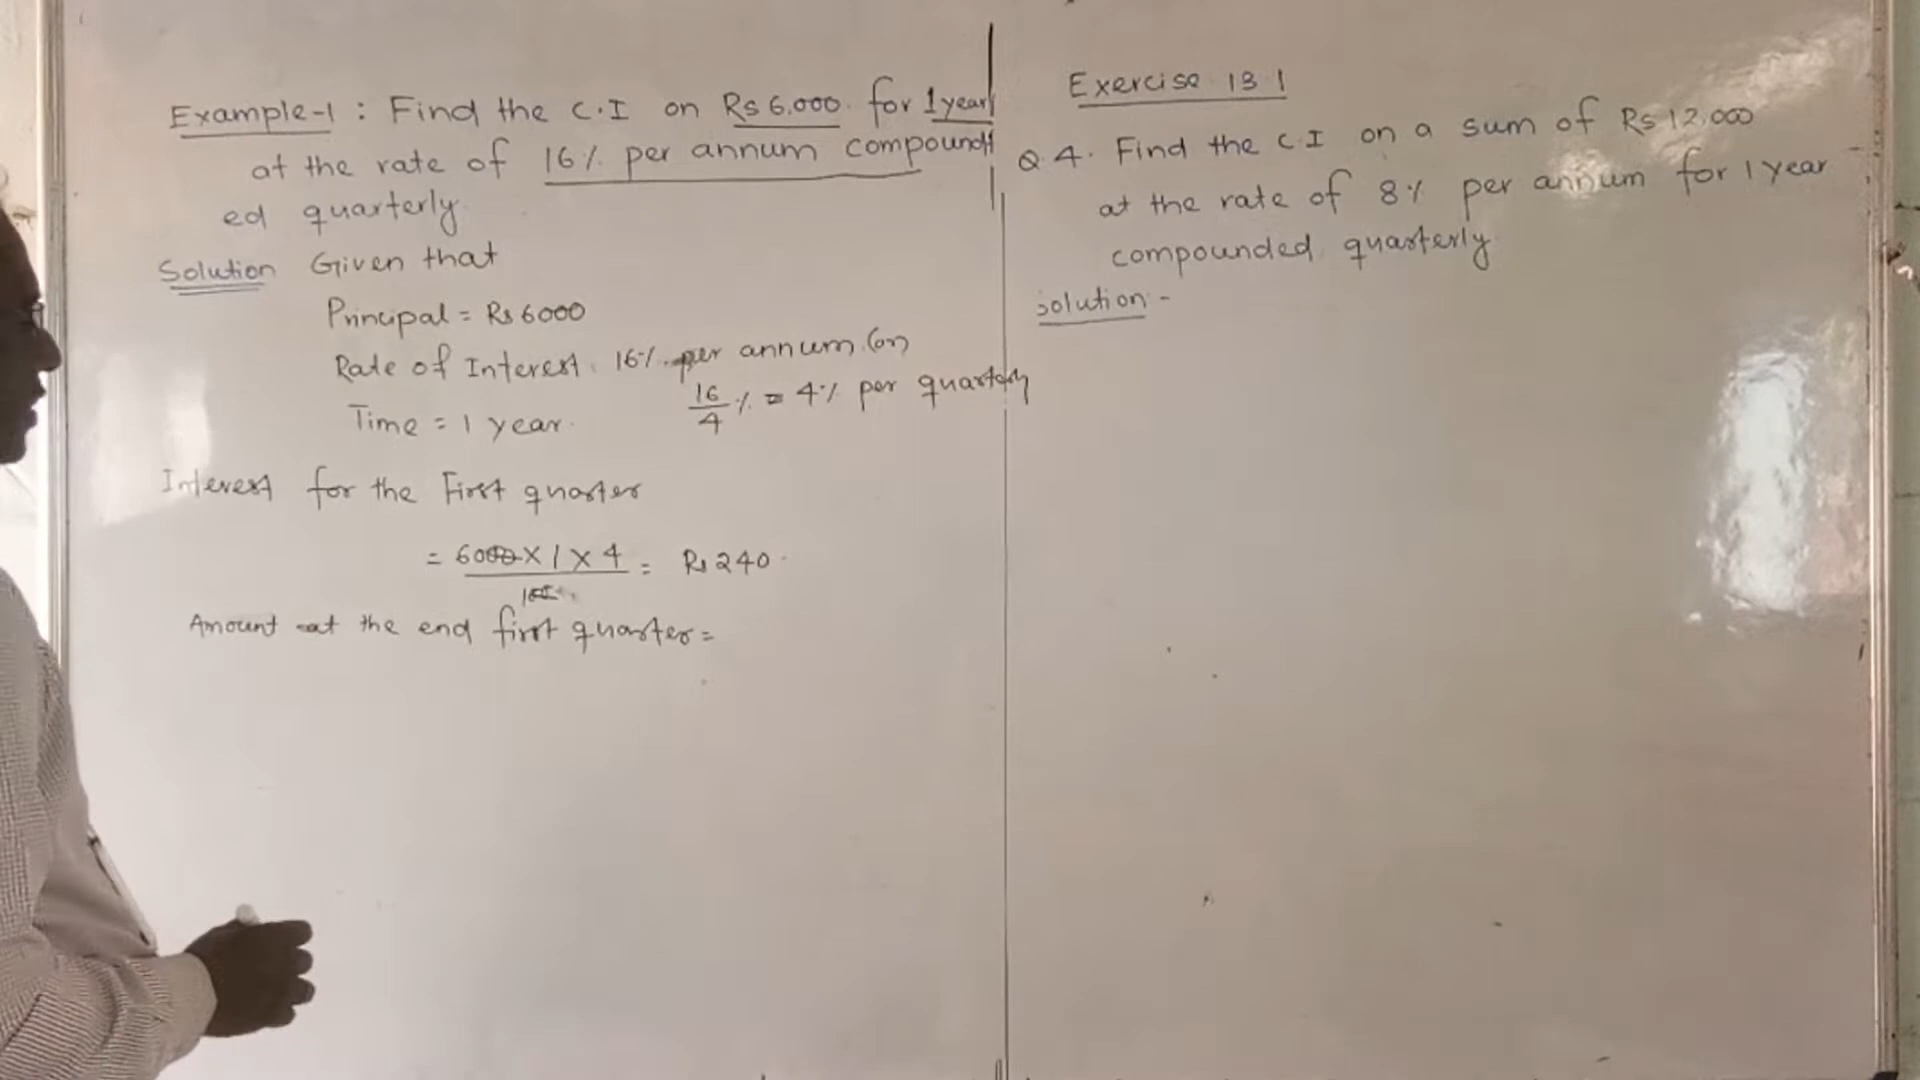 Example-1 : Find the C.I on Rs 6,000 for 1 year
at the rate of 16% per annum compound
ed quarterly
Solution Given that
Principal = Rs 6000
Rate of Interest. 16% per annum (or)
16/4 % = 4% per quarterly
Time = 1 year
Interest for the First quarter
= 6000 X 1 X 4 / 100 = Rs 240
Amount at the end first quarter =
Exercise 13.1
Q.4. Find the C.I on a sum of Rs 12,000
at the rate of 8% per annum for 1 year
compounded quarterly
Solution -